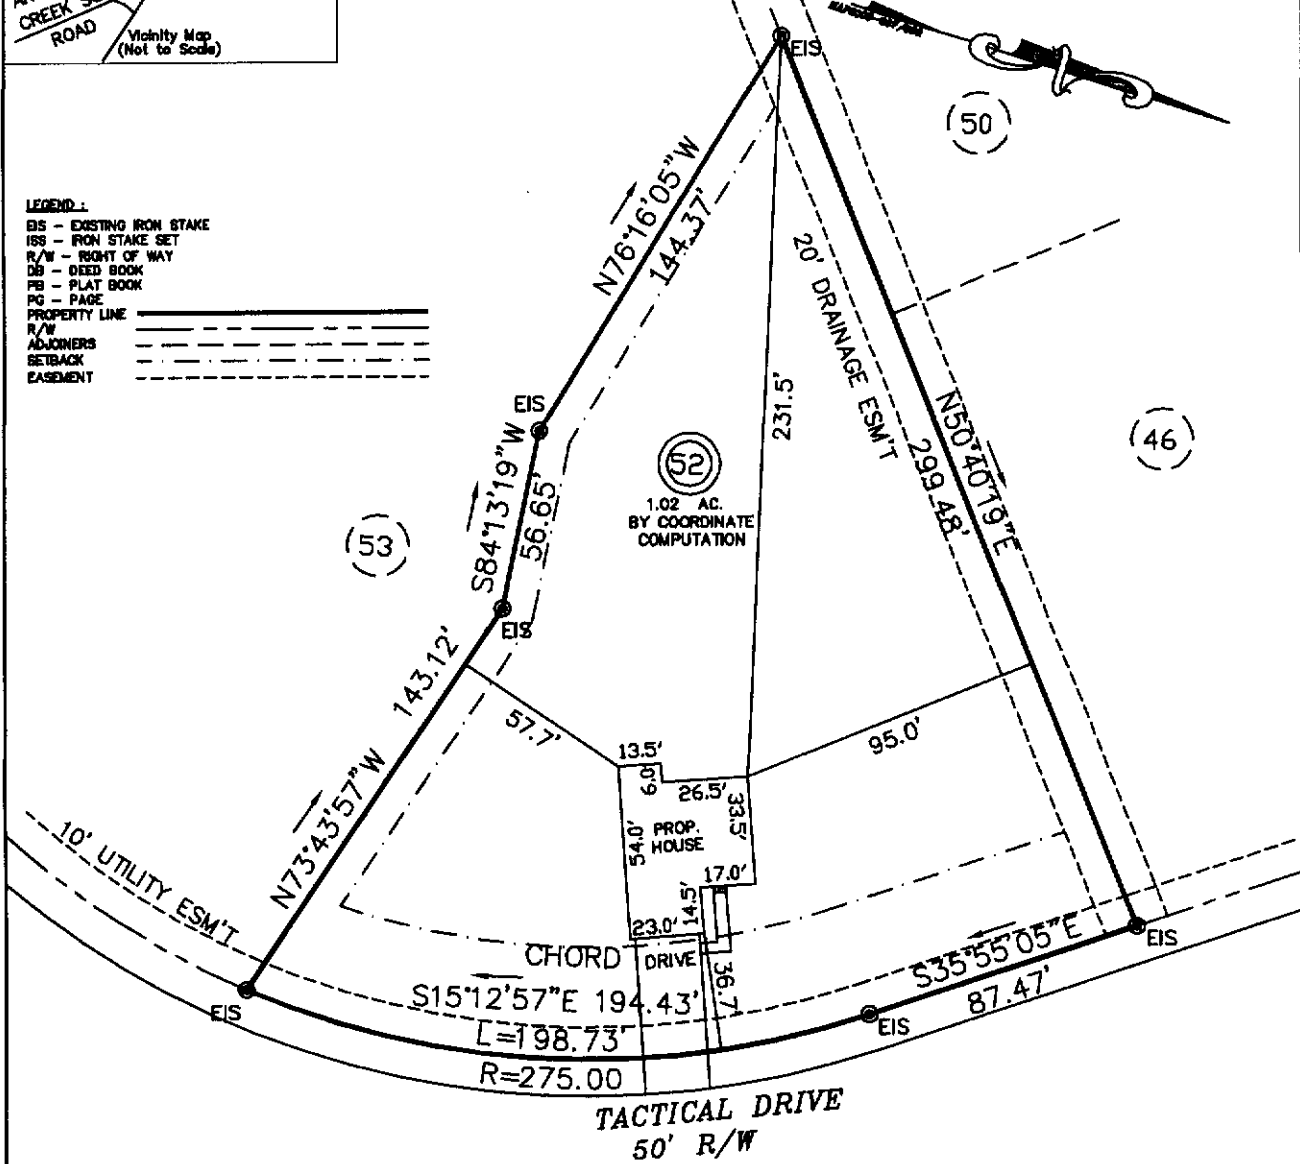 CREEK
ROAD
Vicinity Map
(Not to Scale)
EIS
50
LEGEND :
EIS - EXISTING IRON STAKE
ISS - IRON STAKE SET
R/W - RIGHT OF WAY
DB - DEED BOOK
PB - PLAT BOOK
PG - PAGE
PROPERTY LINE
R/W
ADJOINERS
SETBACK
EASEMENT
N76°16'05"W
144.37'
20' DRAINAGE ESM'T
231.5'
N50°40'19"E
299.48'
46
EIS
S84°13'19"W
56.65'
52
1.02 AC.
BY COORDINATE
COMPUTATION
53
EIS
143.12'
N73°43'57"W
57.7'
95.0'
13.5'
6.0'
26.5'
33.5'
54.0'
PROP.
HOUSE
17.0'
14.5'
23.0'
10' UTILITY ESM'T
CHORD
DRIVE
36.7'
S15°12'57"E 194.43'
L=198.73'
R=275.00
S35°55'05"E
87.47'
EIS
EIS
EIS
TACTICAL DRIVE
50' R/W